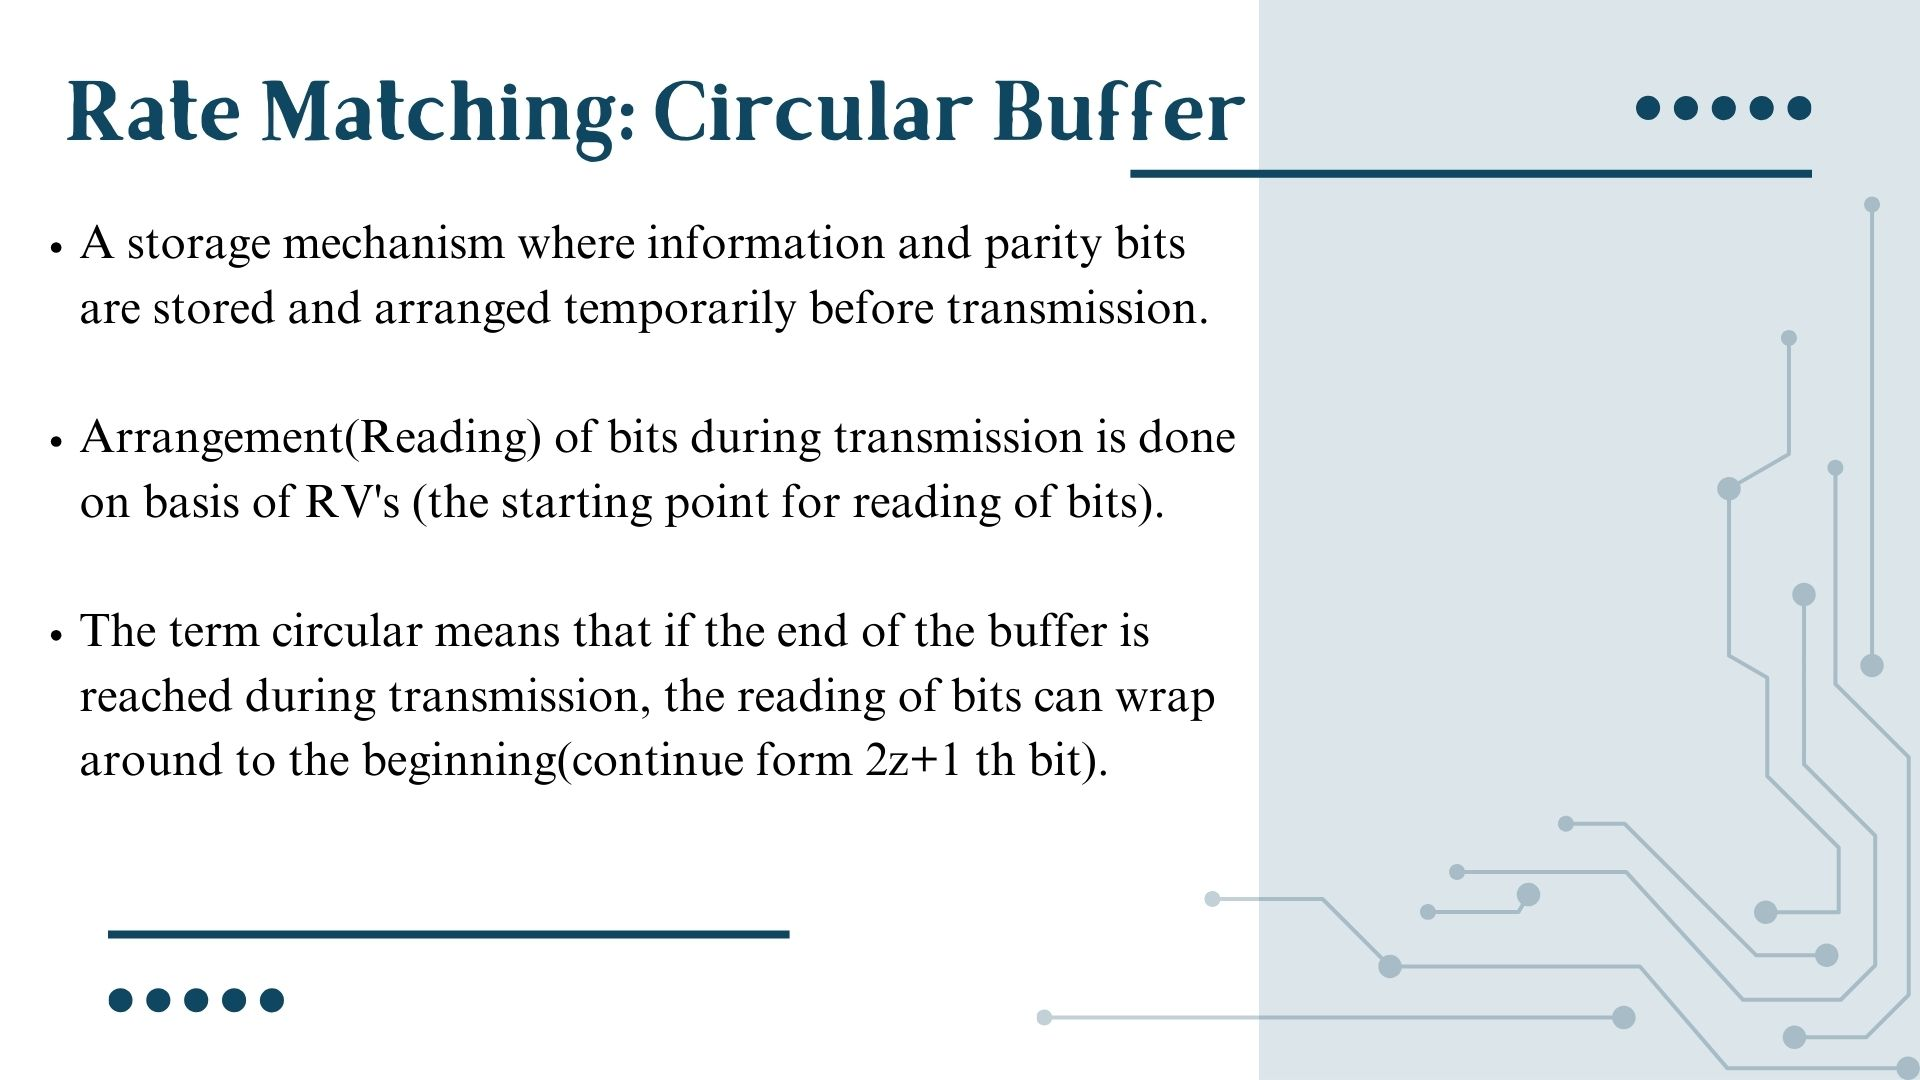 Rate Matching: Circular Buffer
• A storage mechanism where information and parity bits
are stored and arranged temporarily before transmission.
• Arrangement(Reading) of bits during transmission is done
on basis of RV's (the starting point for reading of bits).
• The term circular means that if the end of the buffer is
reached during transmission, the reading of bits can wrap
around to the beginning(continue form 2z+1 th bit).